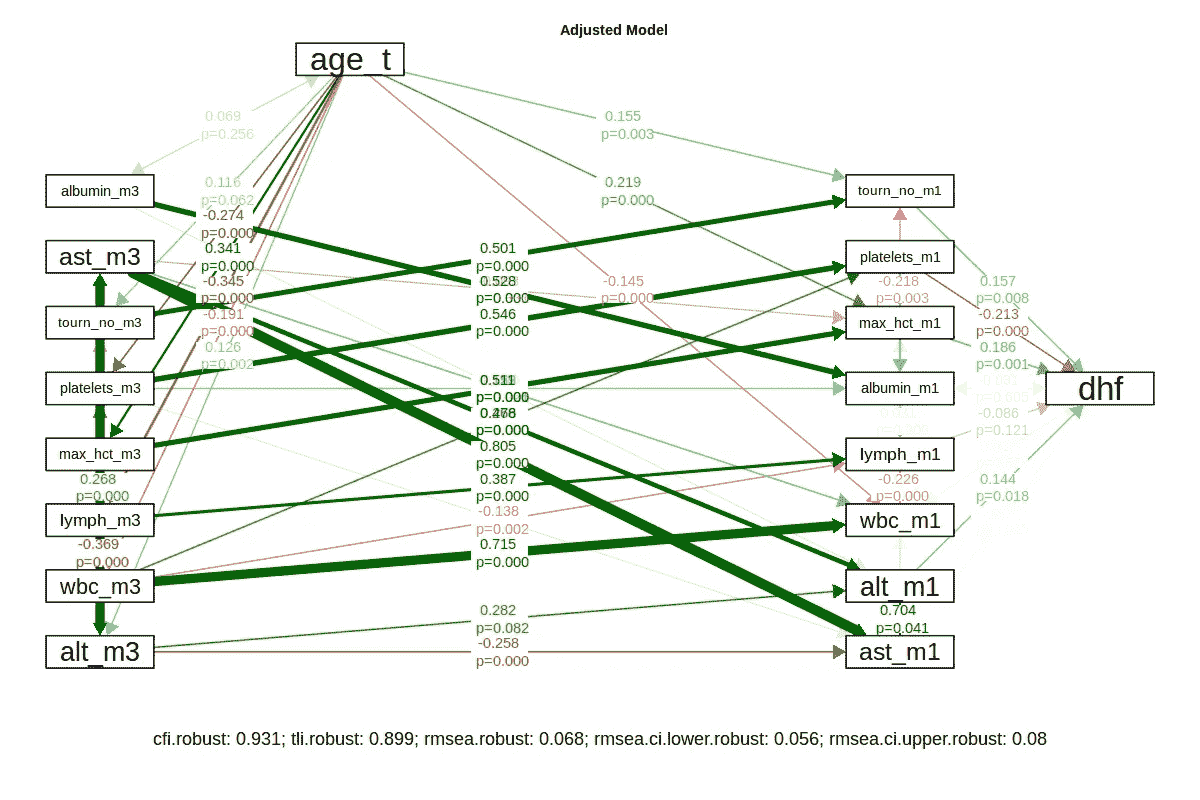 Adjusted Model
age_t
0.069
p=0.256
0.155
p=0.003
albumin_m3
0.116
p=0.062
0.219
p=0.000
tourn_no_m1
-0.274
p=0.000
ast_m3
0.341
p=0.000
0.501
p=0.000
platelets_m1
-0.345
p=0.000
0.528
p=0.000
-0.145
p=0.000
-0.218
p=0.003
0.157
p=0.008
tourn_no_m3
-0.191
p=0.000
0.546
p=0.000
max_hct_m1
-0.213
p=0.000
0.126
p=0.002
0.186
p=0.001
platelets_m3
0.511
albumin_m1
dhf
-0.086
p=0.121
max_hct_m3
p=0.000
0.805
p=0.000
lymph_m1
0.268
p=0.000
0.387
p=0.000
-0.226
p=0.000
0.144
p=0.018
lymph_m3
-0.138
p=0.002
wbc_m1
-0.369
p=0.000
0.715
p=0.000
wbc_m3
alt_m1
0.282
p=0.082
0.704
p=0.041
alt_m3
-0.258
p=0.000
ast_m1
cfi.robust: 0.931; tli.robust: 0.899; rmsea.robust: 0.068; rmsea.ci.lower.robust: 0.056; rmsea.ci.upper.robust: 0.08